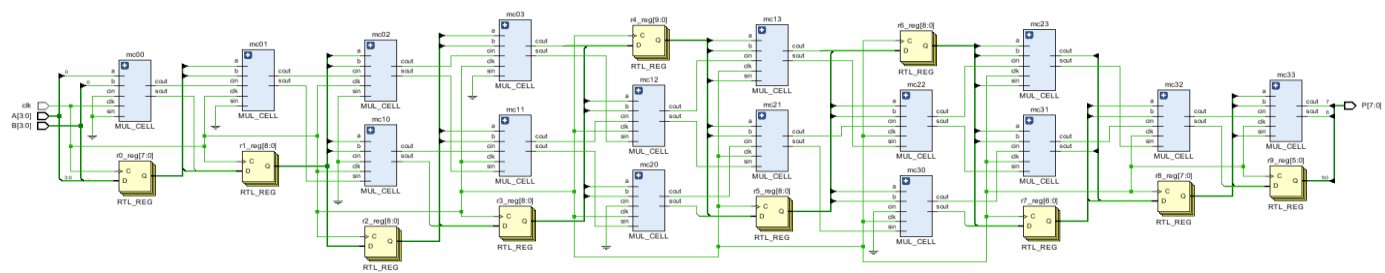 mc00
a
b
cin
clk
sin
cout
sout
MUL_CELL
clk
A[3:0]
B[3:0]
0
0
3:0
r0_reg[7:0]
C
D
Q
RTL_REG
mc01
a
b
cin
clk
sin
cout
sout
MUL_CELL
r1_reg[8:0]
C
D
Q
RTL_REG
mc02
a
b
cin
clk
sin
cout
sout
MUL_CELL
mc10
a
b
cin
clk
sin
cout
sout
MUL_CELL
r2_reg[8:0]
C
D
Q
RTL_REG
mc03
a
b
cin
clk
sin
cout
sout
MUL_CELL
mc11
a
b
cin
clk
sin
cout
sout
MUL_CELL
r3_reg[8:0]
C
D
Q
RTL_REG
r4_reg[9:0]
C
D
Q
RTL_REG
mc12
a
b
cin
clk
sin
cout
sout
MUL_CELL
mc20
a
b
cin
clk
sin
cout
sout
MUL_CELL
mc13
a
b
cin
clk
sin
cout
sout
MUL_CELL
mc21
a
b
cin
clk
sin
cout
sout
MUL_CELL
r5_reg[8:0]
C
D
Q
RTL_REG
r6_reg[8:0]
C
D
Q
RTL_REG
mc22
a
b
cin
clk
sin
cout
sout
MUL_CELL
mc30
a
b
cin
clk
sin
cout
sout
MUL_CELL
mc23
a
b
cin
clk
sin
cout
sout
MUL_CELL
mc31
a
b
cin
clk
sin
cout
sout
MUL_CELL
r7_reg[6:0]
C
D
Q
RTL_REG
mc32
a
b
cin
clk
sin
cout
sout
MUL_CELL
r8_reg[7:0]
C
D
Q
RTL_REG
mc33
a
b
cin
clk
sin
cout
sout
MUL_CELL
r9_reg[5:0]
C
D
Q
RTL_REG
7
6
5:0
P[7:0]